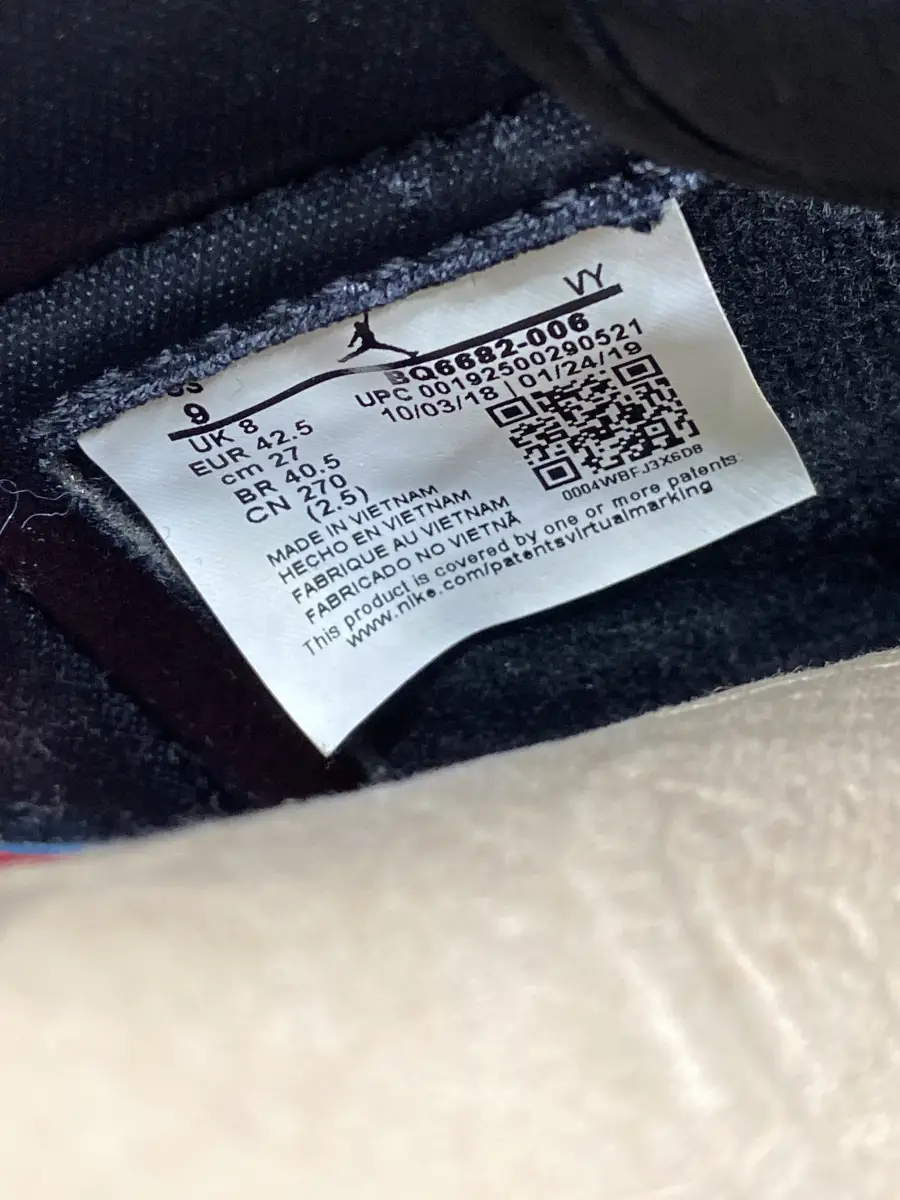 VY
US
9
UK 8
EUR 42.5
cm 27
BR 40.5
CN 270
(2.5)
BQ6682-006
UPC 00192500290521
10/03/18 | 01/24/19
0004WBFJ3X6DB
MADE IN VIETNAM
HECHO EN VIETNAM
FABRIQUE AU VIETNAM
FABRICADO NO VIETNÃ
This product is covered by one or more patents:
www.nike.com/patentsvirtualmarking